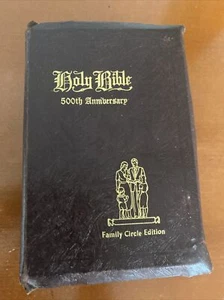 Holy Bible
500th Anniversary
Family Circle Edition